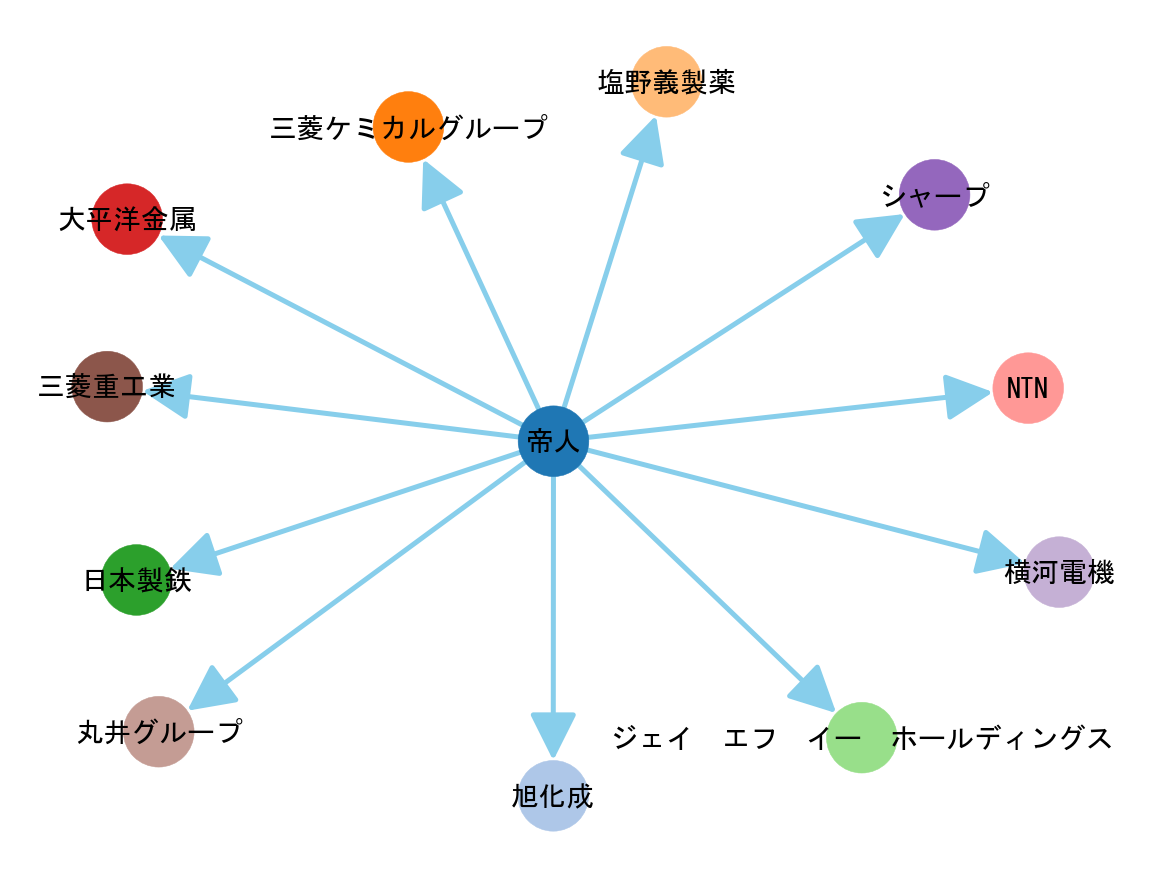 塩野義製薬
三菱ケミカルグループ
シャープ
大平洋金属
三菱重工業
NTN
帝人
横河電機
日本製鉄
丸井グループ
ジェイ　エフ　イー　ホールディングス
旭化成